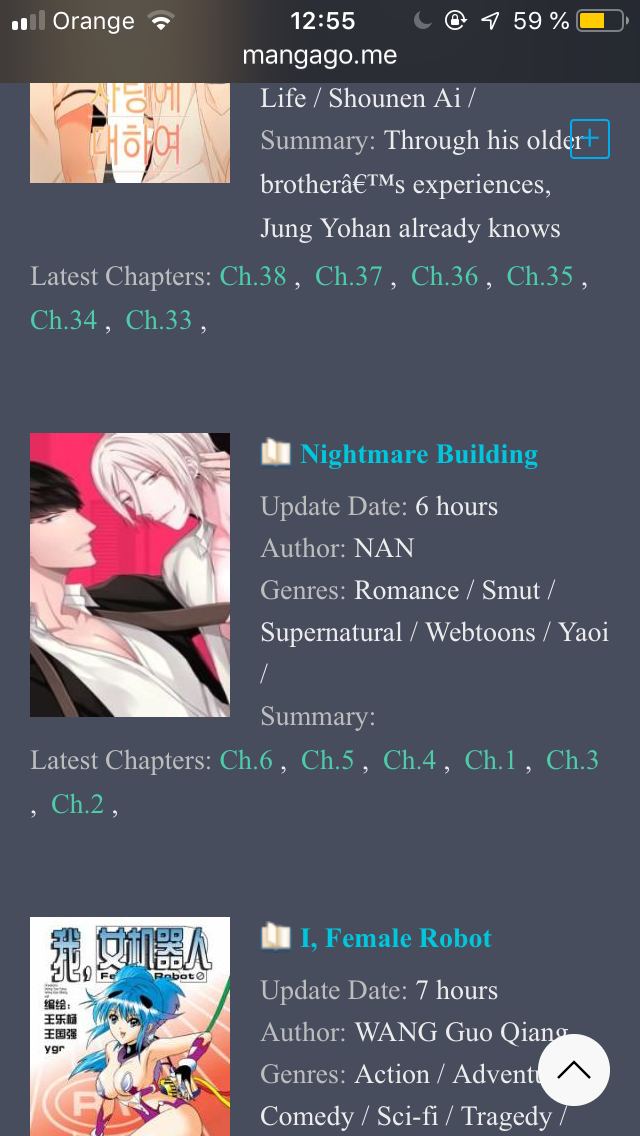 Orange 12:55 59 %
mangago.me
사랑에
대하여
Life / Shounen Ai /
Summary: Through his older
brotherâ€™s experiences,
Jung Yohan already knows
Latest Chapters: Ch.38 , Ch.37 , Ch.36 , Ch.35 ,
Ch.34 , Ch.33 ,
Nightmare Building
Update Date: 6 hours
Author: NAN
Genres: Romance / Smut /
Supernatural / Webtoons / Yaoi
/
Summary:
Latest Chapters: Ch.6 , Ch.5 , Ch.4 , Ch.1 , Ch.3
, Ch.2 ,
我,女机器人
Robot
编绘:
王乐杨
王国强
ygr
I, Female Robot
Update Date: 7 hours
Author: WANG Guo Qiang
Genres: Action / Adventu
Comedy / Sci-fi / Tragedy /